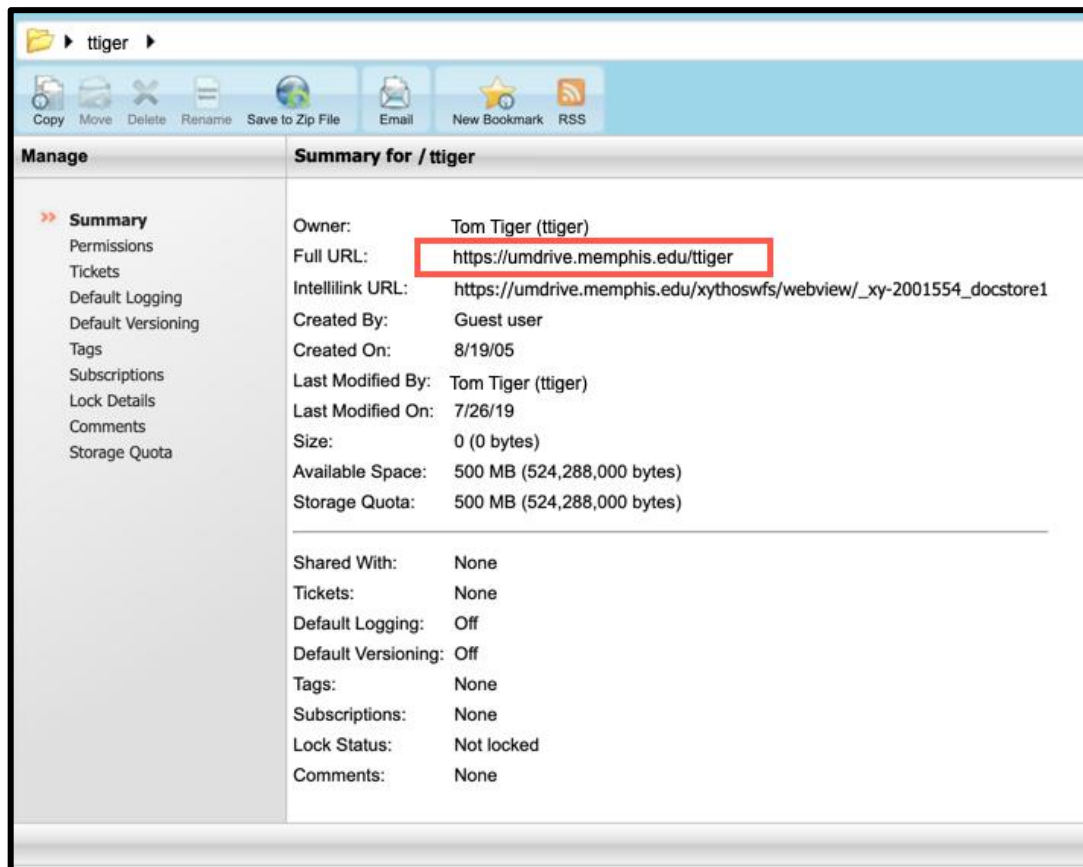 ttiger
Copy Move Delete Rename Save to Zip File Email New Bookmark RSS
Manage
Summary for / ttiger
Summary
Permissions
Tickets
Default Logging
Default Versioning
Tags
Subscriptions
Lock Details
Comments
Storage Quota
Owner: Tom Tiger (ttiger)
Full URL: https://umdrive.memphis.edu/ttiger
Intellilink URL: https://umdrive.memphis.edu/xythoswfs/webview/_xy-2001554_docstore1
Created By: Guest user
Created On: 8/19/05
Last Modified By: Tom Tiger (ttiger)
Last Modified On: 7/26/19
Size: 0 (0 bytes)
Available Space: 500 MB (524,288,000 bytes)
Storage Quota: 500 MB (524,288,000 bytes)
Shared With: None
Tickets: None
Default Logging: Off
Default Versioning: Off
Tags: None
Subscriptions: None
Lock Status: Not locked
Comments: None